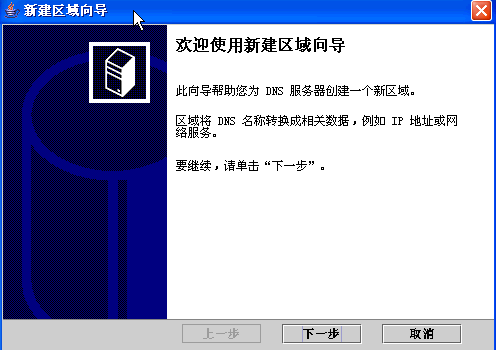 新建区域向导
欢迎使用新建区域向导
此向导帮助您为 DNS 服务器创建一个新区域。
区域将 DNS 名称转换成相关数据，例如 IP 地址或网
络服务。
要继续，请单击“下一步”。
上一步 下一步 取消